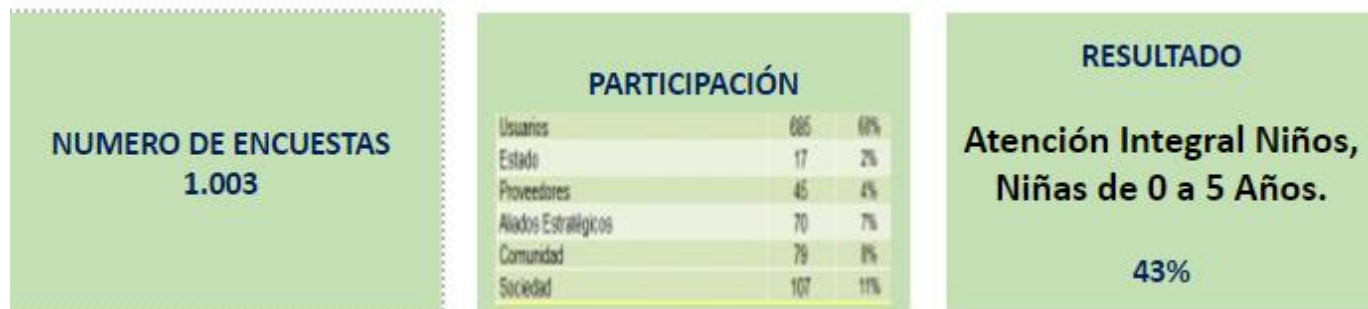 NUMERO DE ENCUESTAS
1.003
PARTICIPACIÓN
Usuarios 685 68%
Estado 17 2%
Proveedores 45 4%
Aliados Estratégicos 70 7%
Comunidad 79 8%
Sociedad 107 11%
RESULTADO
Atención Integral Niños,
Niñas de 0 a 5 Años.
43%